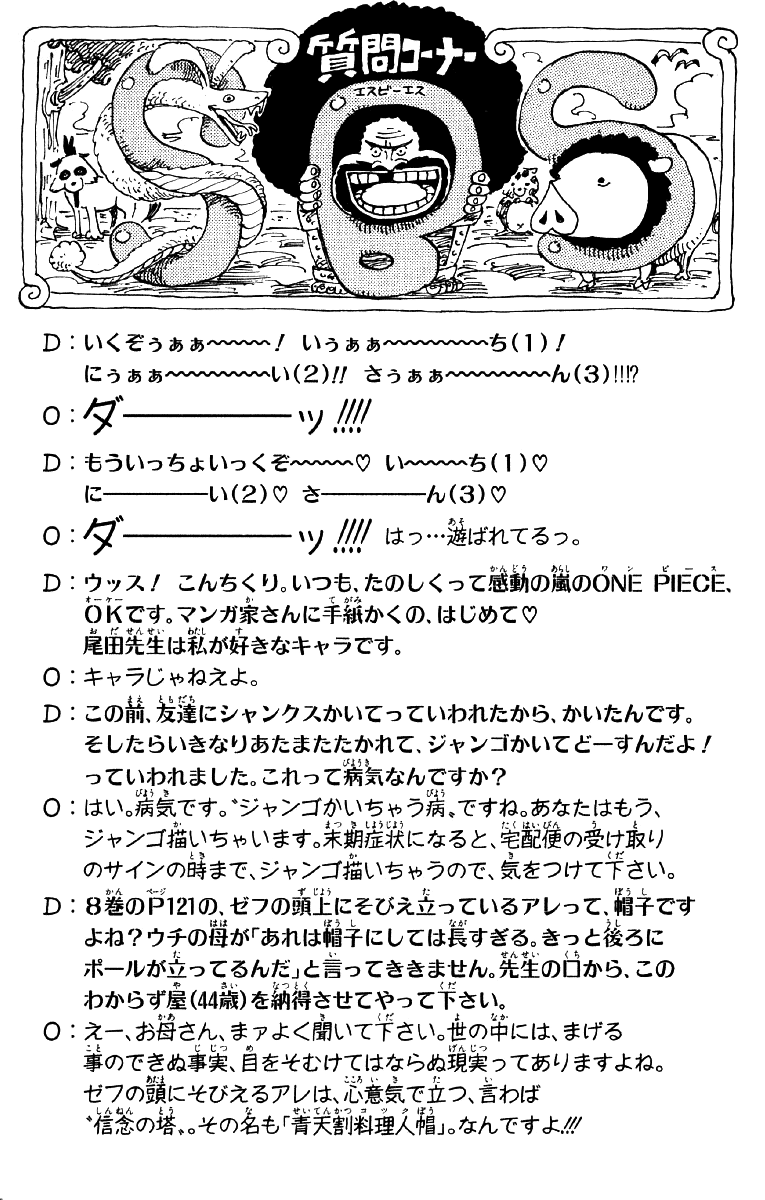 質問コーナー
エスビーエス
SBS
D：いくぞぅぁぁ〜〜〜〜〜！ いぅぁぁ〜〜〜〜〜〜〜〜ち(1)！
にぅぁぁ〜〜〜〜〜〜〜〜い(2)!! さぅぁぁ〜〜〜〜〜〜〜〜ん(3)!!!?
O：ダ――――――ッ!!!!
D：もういっちょいっくぞ〜〜〜〜〜♡ い〜〜〜〜〜ち(1)♡
に――――――い(2)♡ さ――――――ん(3)♡
O：ダ――――――ッ!!!! はっ…遊ばれてるっ。
D：ウッス！ こんちくり。いつも、たのしくって感動の嵐のONE PIECE、
OKです。マンガ家さんに手紙かくの、はじめて♡
尾田先生は私が好きなキャラです。
O：キャラじゃねえよ。
D：この前、友達にシャンクスかいてっていわれたから、かいたんです。
そしたらいきなりあたまたたかれて、ジャンゴかいてどーすんだよ！
っていわれました。これって病気なんですか？
O：はい。病気です。〝ジャンゴかいちゃう病〟ですね。あなたはもう、
ジャンゴ描いちゃいます。末期症状になると、宅配便の受け取り
のサインの時まで、ジャンゴ描いちゃうので、気をつけて下さい。
D：8巻のP121の、ゼフの頭上にそびえ立っているアレって、帽子です
よね？ウチの母が「あれは帽子にしては長すぎる。きっと後ろに
ポールが立ってるんだ」と言ってききません。先生の口から、この
わからず屋(44歳)を納得させてやって下さい。
O：えー、お母さん、まァよく聞いて下さい。世の中には、まげる
事のできぬ事実、目をそむけてはならぬ現実ってありますよね。
ゼフの頭にそびえるアレは、心意気で立つ、言わば
〝信念の塔〟。その名も「青天割料理人帽」。なんですよ!!!